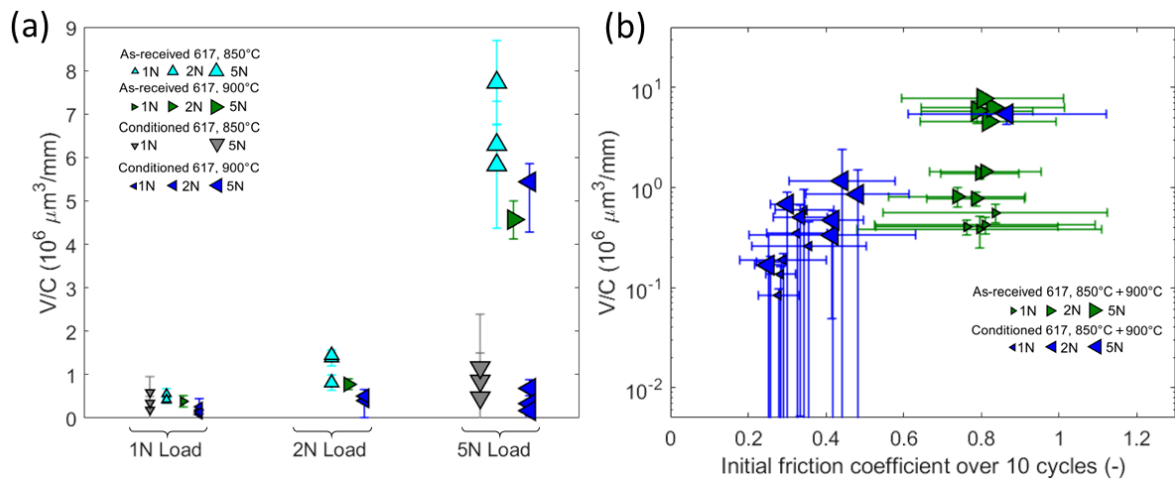 (a)
V/C (10⁶ μm³/mm)
9
8
7
6
5
4
3
2
1
0
As-received 617, 850°C
1N 2N 5N
As-received 617, 900°C
1N 2N 5N
Conditioned 617, 850°C
1N 5N
Conditioned 617, 900°C
1N 2N 5N
1N Load 2N Load 5N Load
(b)
V/C (10⁶ μm³/mm)
10¹
10⁰
10⁻¹
10⁻²
As-received 617, 850°C+900°C
1N 2N 5N
Conditioned 617, 850°C+900°C
1N 2N 5N
0 0.2 0.4 0.6 0.8 1 1.2
Initial friction coefficient over 10 cycles (-)